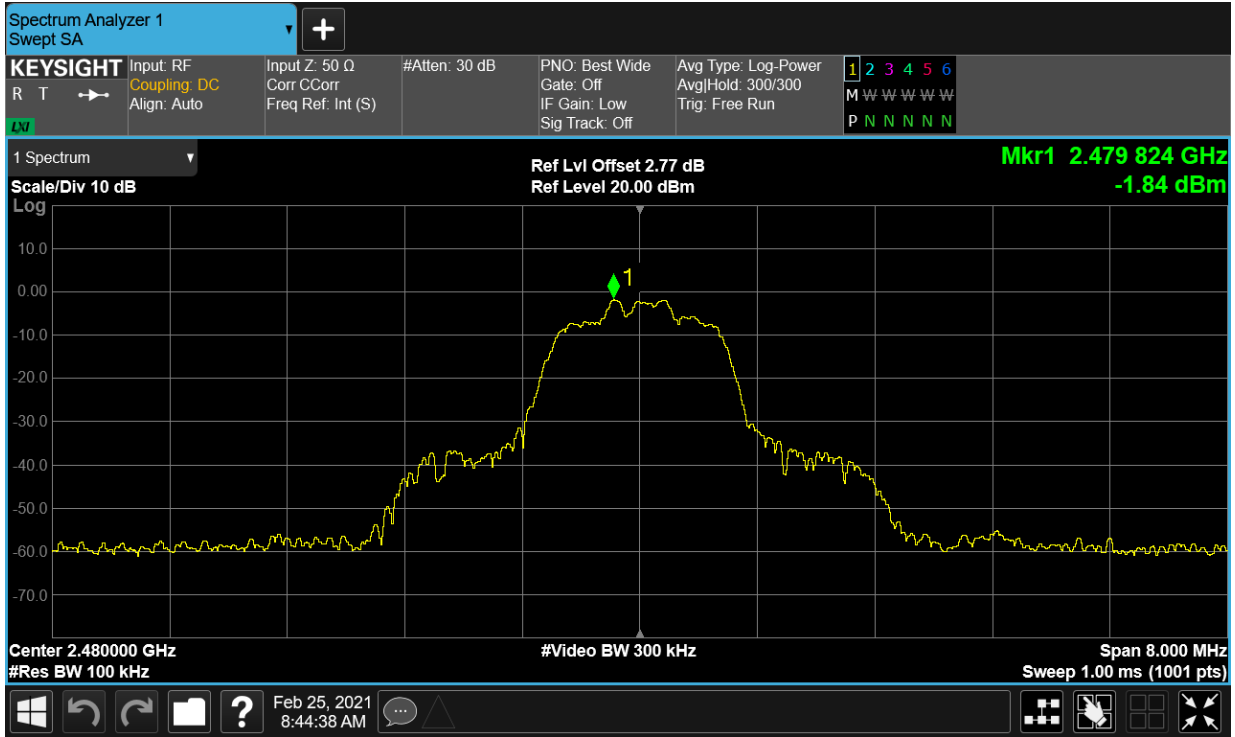 Spectrum Analyzer 1
Swept SA
+
KEYSIGHT
R T
LXI
Input: RF
Coupling: DC
Align: Auto
Input Z: 50 Ω
Corr CCorr
Freq Ref: Int (S)
#Atten: 30 dB
PNO: Best Wide
Gate: Off
IF Gain: Low
Sig Track: Off
Avg Type: Log-Power
Avg|Hold: 300/300
Trig: Free Run
1 2 3 4 5 6
M W W W W W
P N N N N N
1 Spectrum
Scale/Div 10 dB
Log
Ref Lvl Offset 2.77 dB
Ref Level 20.00 dBm
Mkr1 2.479 824 GHz
-1.84 dBm
1
10.0
0.00
-10.0
-20.0
-30.0
-40.0
-50.0
-60.0
-70.0
Center 2.480000 GHz
#Res BW 100 kHz
#Video BW 300 kHz
Span 8.000 MHz
Sweep 1.00 ms (1001 pts)
?
Feb 25, 2021
8:44:38 AM